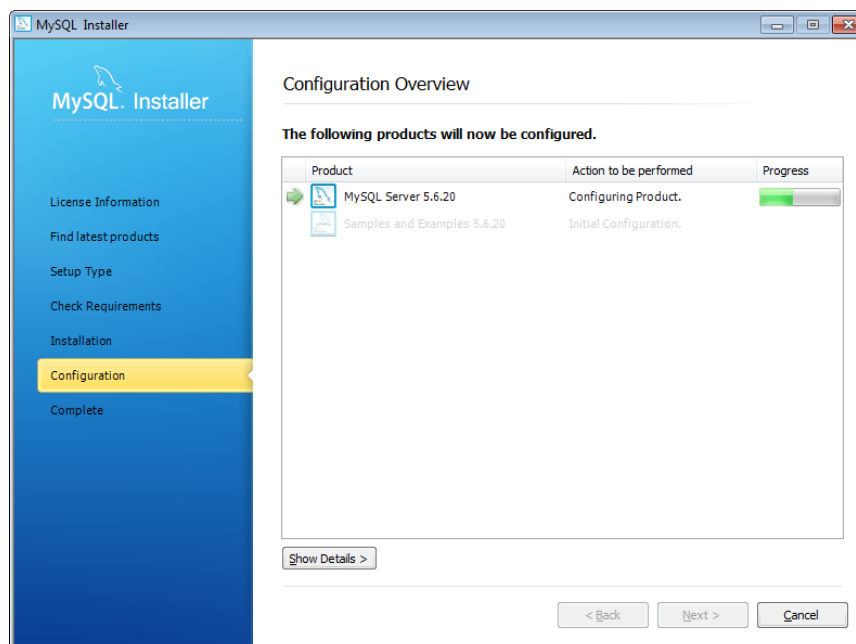 MySQL Installer
MySQL. Installer
License Information
Find latest products
Setup Type
Check Requirements
Installation
Configuration
Complete
Configuration Overview
The following products will now be configured.
Product Action to be performed Progress
MySQL Server 5.6.20 Configuring Product.
Samples and Examples 5.6.20 Initial Configuration.
Show Details >
< Back Next > Cancel